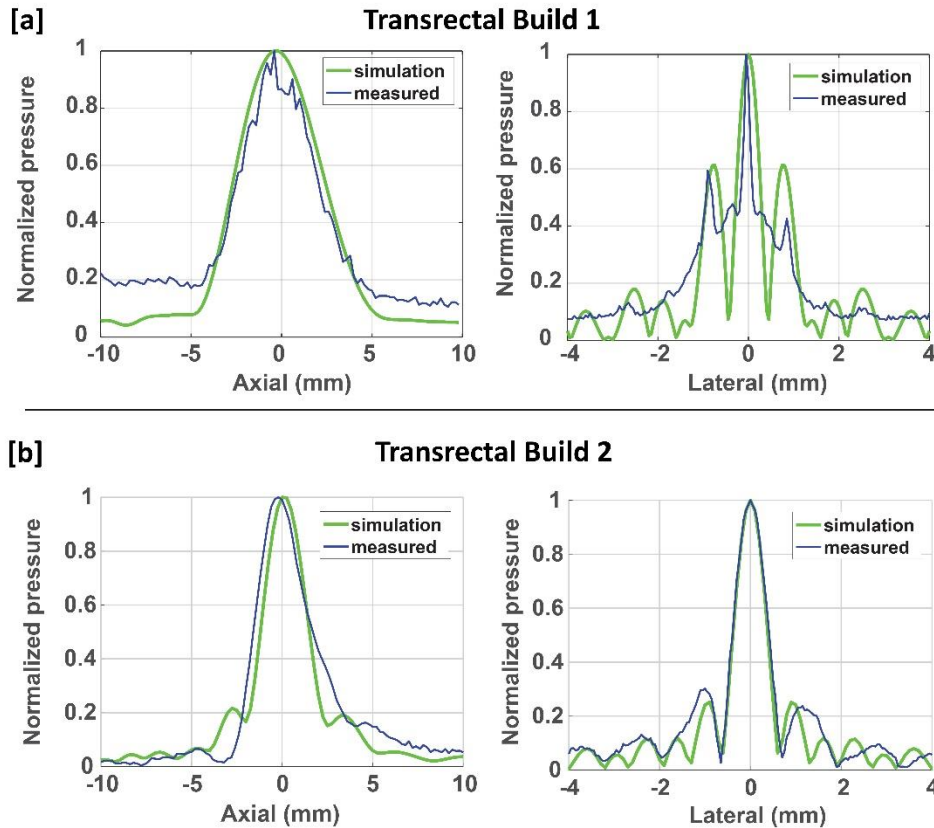 [a]
Transrectal Build 1
Normalized pressure
1
0.8
0.6
0.4
0.2
0
-10
-5
0
5
10
Axial (mm)
simulation
measured
Normalized pressure
1
0.8
0.6
0.4
0.2
0
-4
-2
0
2
4
Lateral (mm)
simulation
measured
[b]
Transrectal Build 2
Normalized pressure
1
0.8
0.6
0.4
0.2
0
-10
-5
0
5
10
Axial (mm)
simulation
measured
Normalized pressure
1
0.8
0.6
0.4
0.2
0
-4
-2
0
2
4
Lateral (mm)
simulation
measured